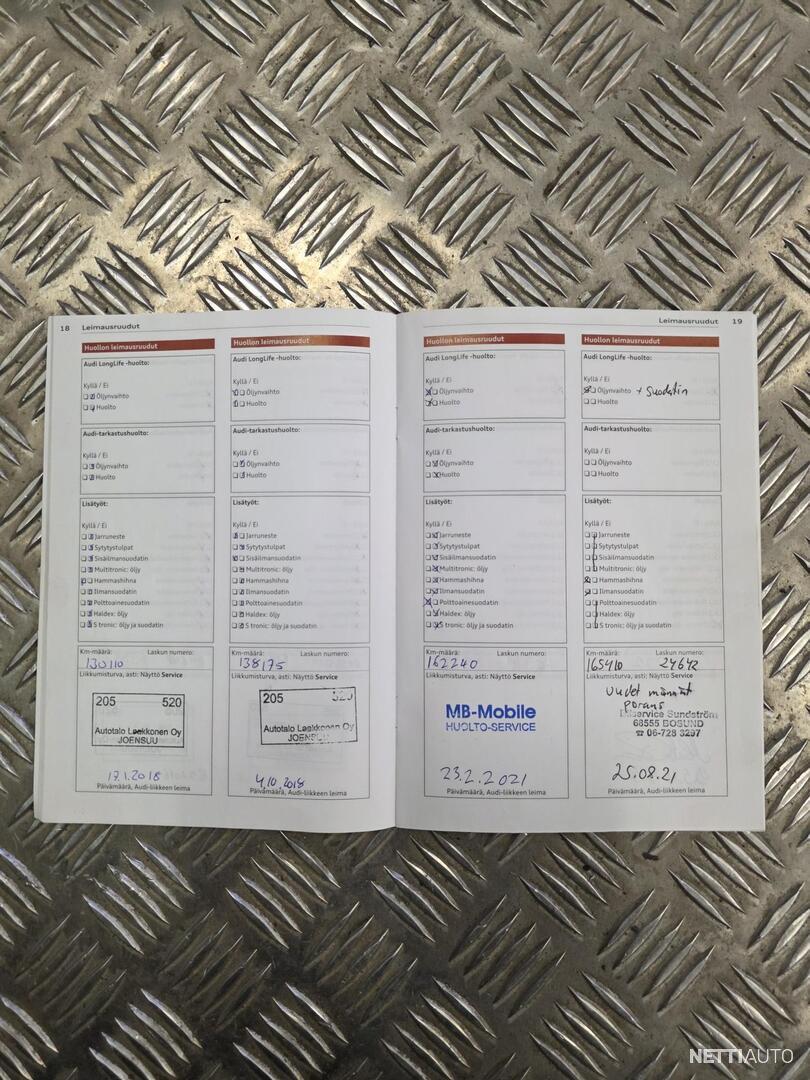 18 Leimausruudut
Huollon leimausruudut
Audi LongLife -huolto:
Kyllä / Ei
Öljynvaihto
Huolto
Audi-tarkastushuolto:
Kyllä / Ei
Öljynvaihto
Huolto
Lisätyöt:
Kyllä / Ei
Jarruneste
Sytytystulpat
Sisäilmansuodatin
Multitronic: öljy
Hammashihna
Ilmansuodatin
Polttoainesuodatin
Haldex: öljy
S tronic: öljy ja suodatin
Km-määrä: Laskun numero:
130110
Liikkumisturva, asti: Näyttö Service
205 520
Autotalo Laakkonen Oy
JOENSUU
17.1.2018
Päivämäärä, Audi-liikkeen leima
Huollon leimausruudut
Audi LongLife -huolto:
Kyllä / Ei
Öljynvaihto
Huolto
Audi-tarkastushuolto:
Kyllä / Ei
Öljynvaihto
Huolto
Lisätyöt:
Kyllä / Ei
Jarruneste
Sytytystulpat
Sisäilmansuodatin
Multitronic: öljy
Hammashihna
Ilmansuodatin
Polttoainesuodatin
Haldex: öljy
S tronic: öljy ja suodatin
Km-määrä: Laskun numero:
138175
Liikkumisturva, asti: Näyttö Service
205 520
Autotalo Laakkonen Oy
JOENSUU
4.10.2018
Päivämäärä, Audi-liikkeen leima
Leimausruudut 19
Huollon leimausruudut
Audi LongLife -huolto:
Kyllä / Ei
Öljynvaihto
Huolto
Audi-tarkastushuolto:
Kyllä / Ei
Öljynvaihto
Huolto
Lisätyöt:
Kyllä / Ei
Jarruneste
Sytytystulpat
Sisäilmansuodatin
Multitronic: öljy
Hammashihna
Ilmansuodatin
Polttoainesuodatin
Haldex: öljy
S tronic: öljy ja suodatin
Km-määrä: Laskun numero:
162240
Liikkumisturva, asti: Näyttö Service
MB-Mobile
HUOLTO-SERVICE
23.2.2021
Päivämäärä, Audi-liikkeen leima
Huollon leimausruudut
Audi LongLife -huolto:
Kyllä / Ei
Öljynvaihto + Suodatin
Huolto
Audi-tarkastushuolto:
Kyllä / Ei
Öljynvaihto
Huolto
Lisätyöt:
Kyllä / Ei
Jarruneste
Sytytystulpat
Sisäilmansuodatin
Multitronic: öljy
Hammashihna
Ilmansuodatin
Polttoainesuodatin
Haldex: öljy
S tronic: öljy ja suodatin
Km-määrä: Laskun numero:
165410 24642
Liikkumisturva, asti: Näyttö Service
Uudet männät
Sundström
68555 BOSUND
☎ 06-728 3297
25.08.21
Päivämäärä, Audi-liikkeen leima
NETTIAUTO